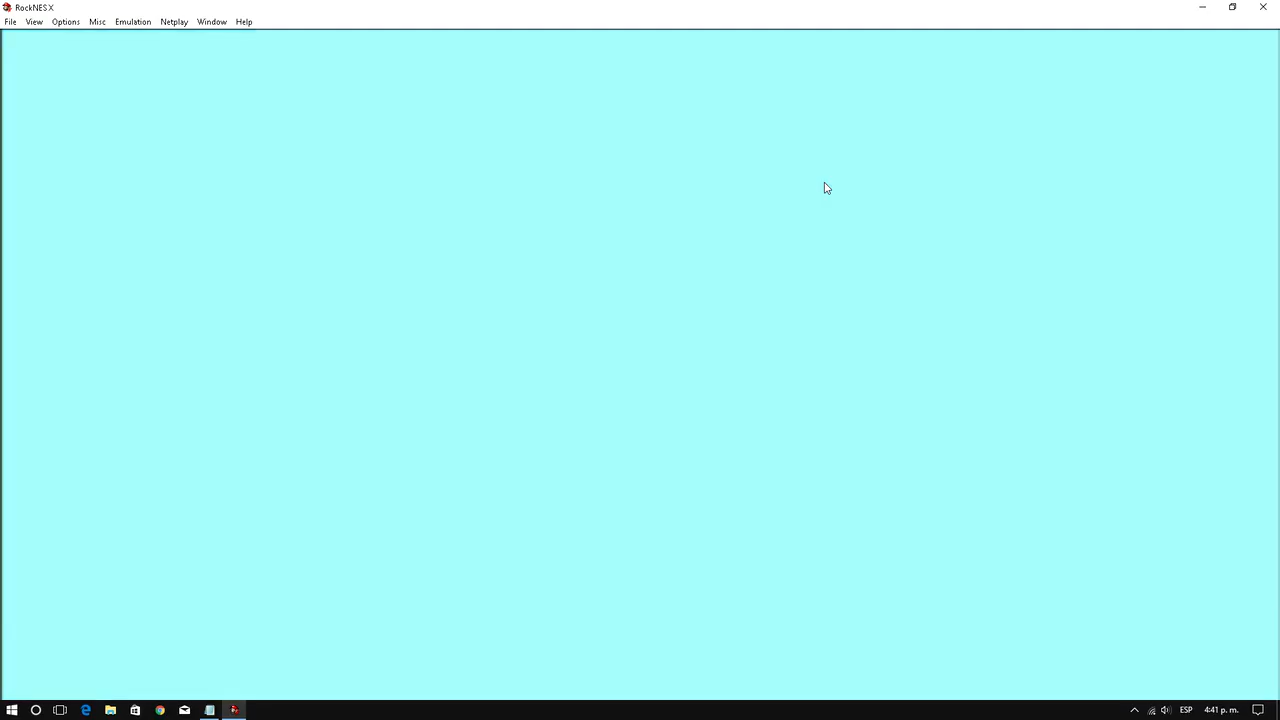 RockNES X
File View Options Misc Emulation Netplay Window Help
ESP 4:41 p. m.